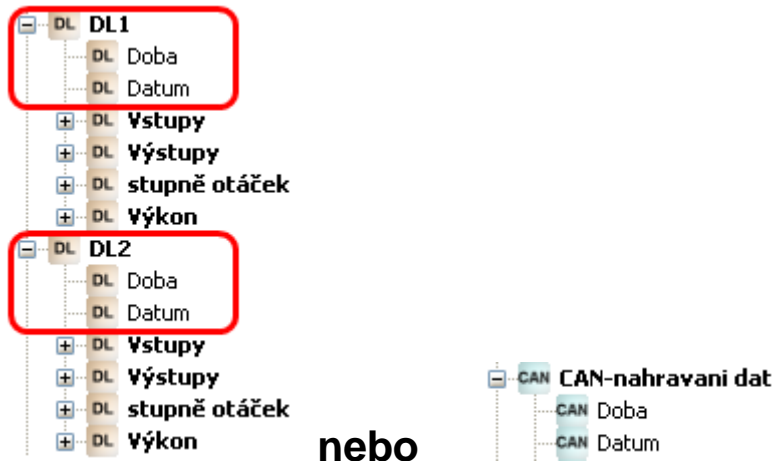 DL DL1
DL Doba
DL Datum
DL Vstupy
DL Výstupy
DL stupně otáček
DL Výkon
DL DL2
DL Doba
DL Datum
DL Vstupy
DL Výstupy
DL stupně otáček
DL Výkon
nebo
CAN CAN-nahravani dat
CAN Doba
CAN Datum